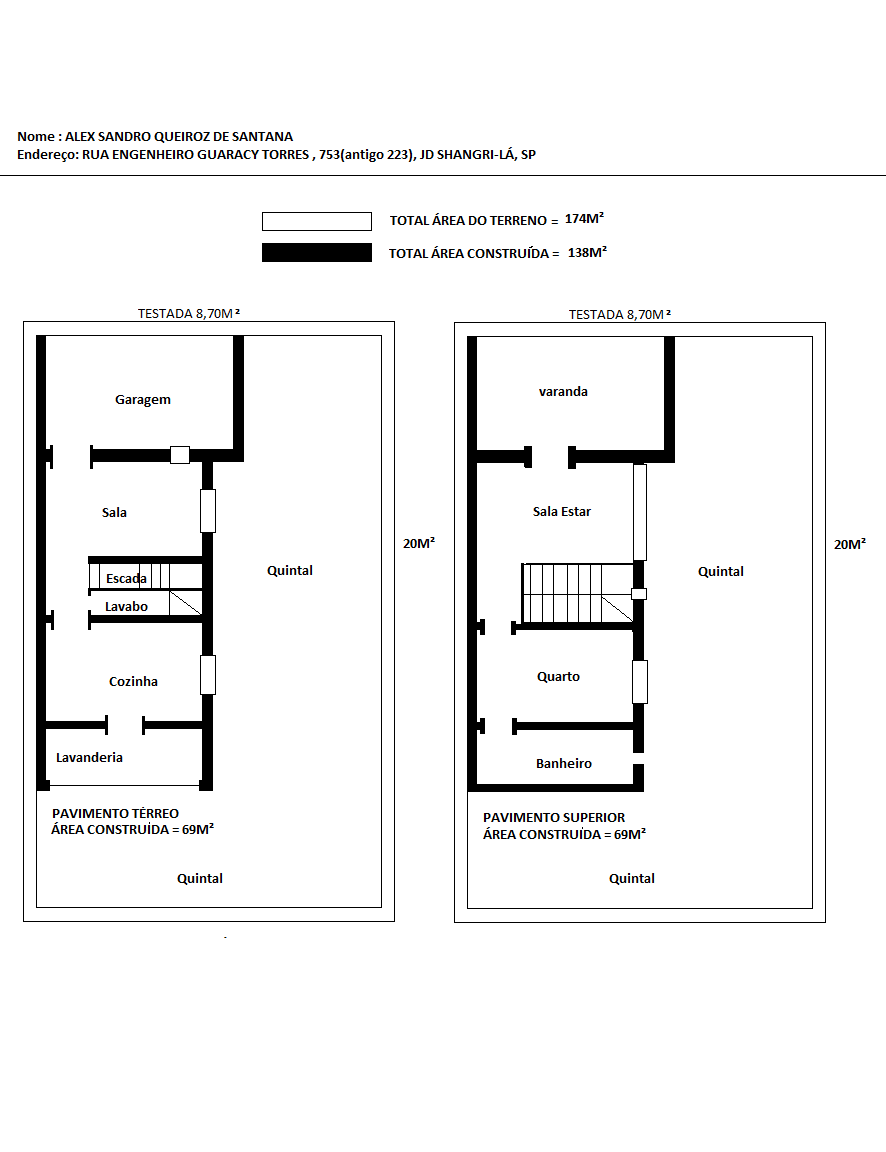 Nome : ALEX SANDRO QUEIROZ DE SANTANA
Endereço: RUA ENGENHEIRO GUARACY TORRES , 753(antigo 223), JD SHANGRI-LÁ, SP
TOTAL ÁREA DO TERRENO = 174M²
TOTAL ÁREA CONSTRUÍDA = 138M²
TESTADA 8,70M²
Garagem
Sala
20M²
Quintal
Escada
Lavabo
Cozinha
Lavanderia
PAVIMENTO TÉRREO
ÁREA CONSTRUÍDA = 69M²
Quintal
TESTADA 8,70M²
varanda
Sala Estar
20M²
Quintal
Quarto
Banheiro
PAVIMENTO SUPERIOR
ÁREA CONSTRUÍDA = 69M²
Quintal